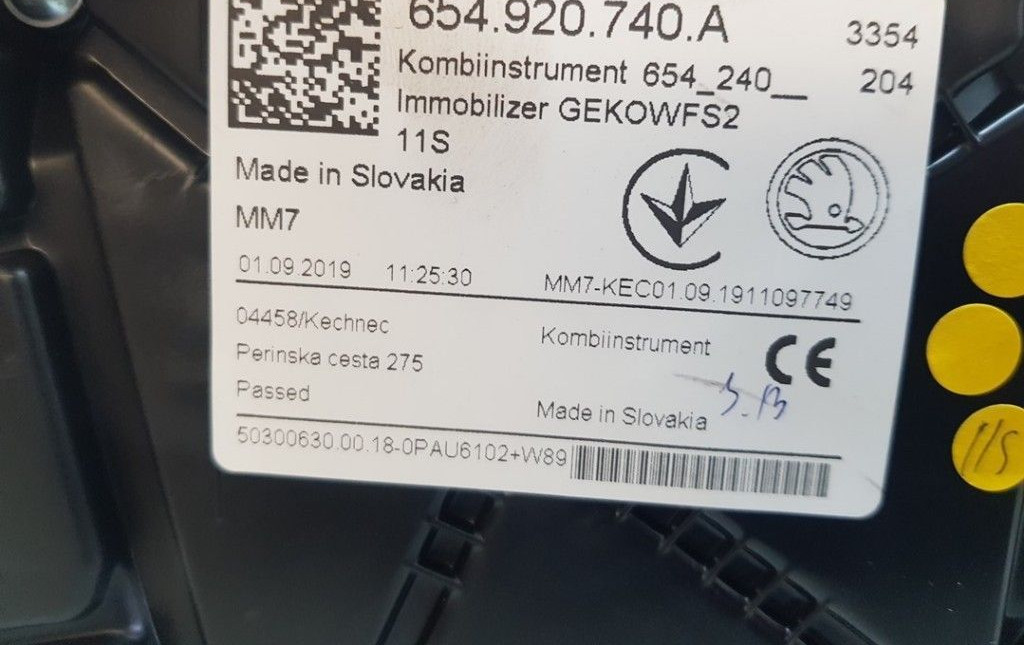 654.920.740.A 3354
Kombiinstrument 654_240__ 204
Immobilizer GEKOWFS2
11S
Made in Slovakia
MM7
01.09.2019 11:25:30 MM7-KEC01.09.1911097749
04458/Kechnec Kombiinstrument CE
Perinska cesta 275
Passed Made in Slovakia
50300630.00.18-0PAU6102+W89
11S